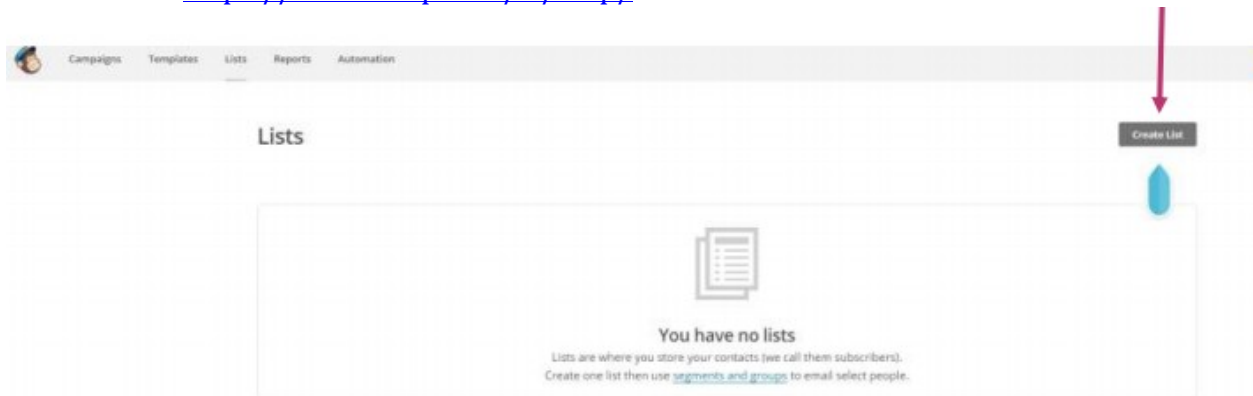 Campaigns Templates Lists Reports Automation
Lists
Create List
You have no lists
Lists are where you store your contacts (we call them subscribers).
Create one list then use segments and groups to email select people.